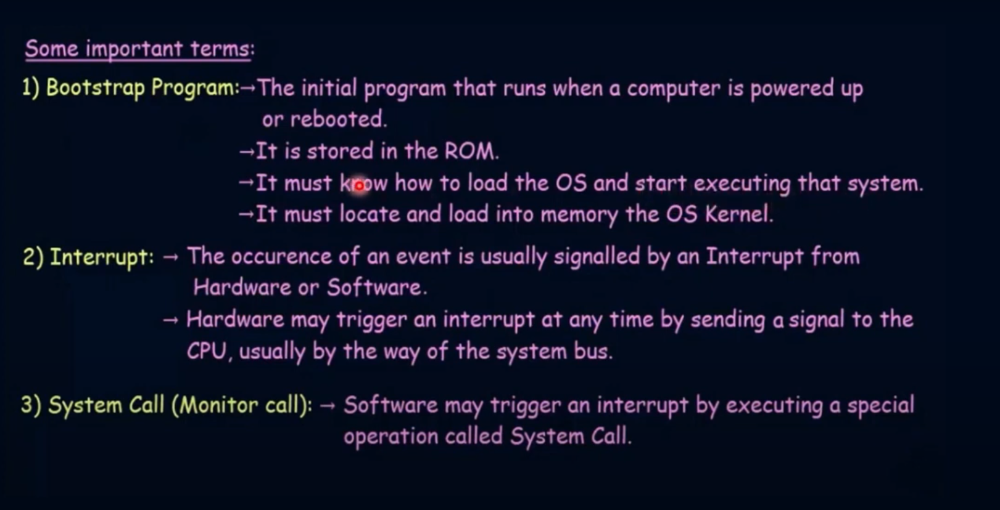 Some important terms:
1) Bootstrap Program:→The initial program that runs when a computer is powered up
or rebooted.
→It is stored in the ROM.
→It must know how to load the OS and start executing that system.
→It must locate and load into memory the OS Kernel.
2) Interrupt: → The occurence of an event is usually signalled by an Interrupt from
Hardware or Software.
→ Hardware may trigger an interrupt at any time by sending a signal to the
CPU, usually by the way of the system bus.
3) System Call (Monitor call): → Software may trigger an interrupt by executing a special
operation called System Call.